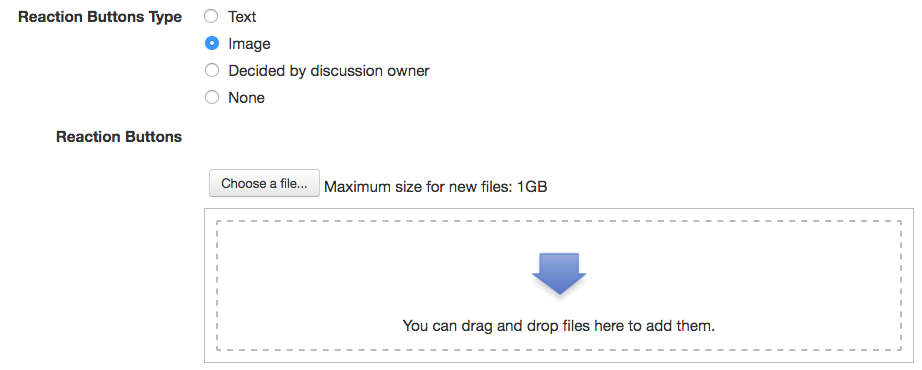 Reaction Buttons Type
Text
Image
Decided by discussion owner
None
Reaction Buttons
Choose a file... Maximum size for new files: 1GB
You can drag and drop files here to add them.